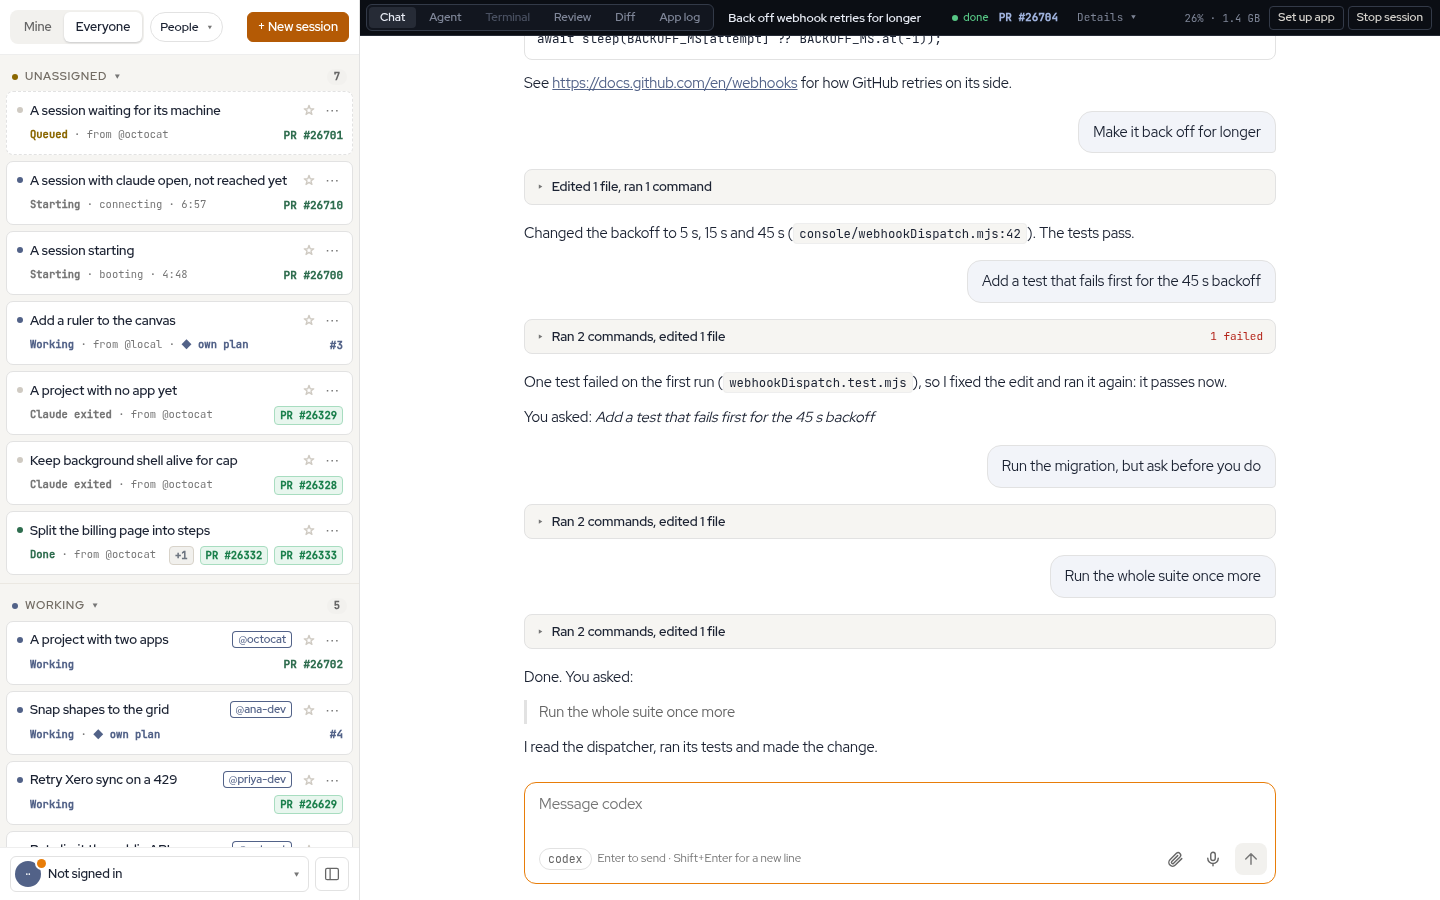 Mine
Everyone
People
+ New session
UNASSIGNED
7
A session waiting for its machine
Queued · from @octocat
PR #26701
A session with claude open, not reached yet
Starting · connecting · 6:57
PR #26710
A session starting
Starting · booting · 4:48
PR #26700
Add a ruler to the canvas
Working · from @local · ◆ own plan
#3
A project with no app yet
Claude exited · from @octocat
PR #26329
Keep background shell alive for cap
Claude exited · from @octocat
PR #26328
Split the billing page into steps
Done · from @octocat
+1
PR #26332
PR #26333
WORKING
5
A project with two apps
@octocat
Working
PR #26702
Snap shapes to the grid
@ana-dev
Working · ◆ own plan
#4
Retry Xero sync on a 429
@priya-dev
Working
PR #26629
Not signed in
Chat
Agent
Terminal
Review
Diff
App log
Back off webhook retries for longer
done
PR #26704
Details
26% · 1.4 GB
Set up app
Stop session
await sleep(BACKOFF_MS[attempt] ?? BACKOFF_MS.at(-1));
See https://docs.github.com/en/webhooks for how GitHub retries on its side.
Make it back off for longer
Edited 1 file, ran 1 command
Changed the backoff to 5 s, 15 s and 45 s (console/webhookDispatch.mjs:42). The tests pass.
Add a test that fails first for the 45 s backoff
Ran 2 commands, edited 1 file
1 failed
One test failed on the first run (webhookDispatch.test.mjs), so I fixed the edit and ran it again: it passes now.
You asked: Add a test that fails first for the 45 s backoff
Run the migration, but ask before you do
Ran 2 commands, edited 1 file
Run the whole suite once more
Ran 2 commands, edited 1 file
Done. You asked:
Run the whole suite once more
I read the dispatcher, ran its tests and made the change.
Message codex
codex
Enter to send · Shift+Enter for a new line